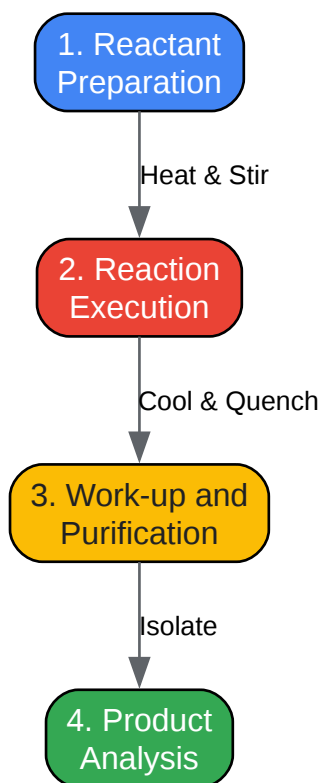 1. Reactant
Preparation
Heat & Stir
2. Reaction
Execution
Cool & Quench
3. Work-up and
Purification
Isolate
4. Product
Analysis